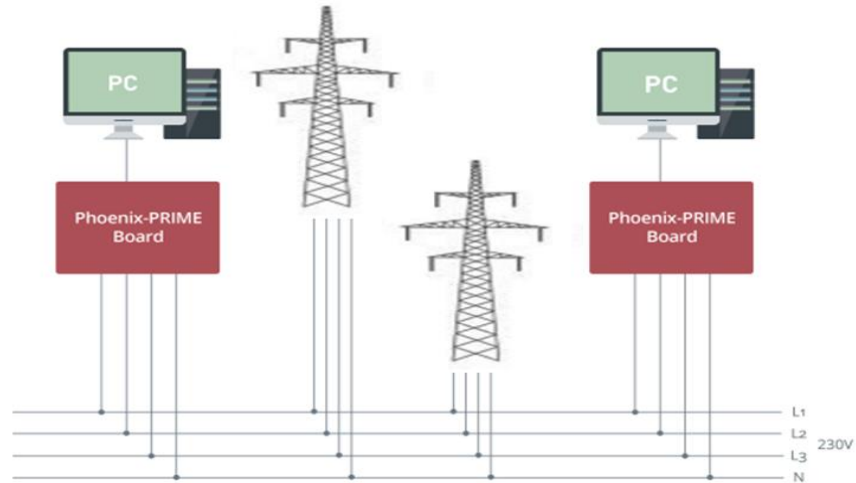 PC
PC
Phoenix-PRIME
Board
Phoenix-PRIME
Board
L1
L2
230V
L3
N